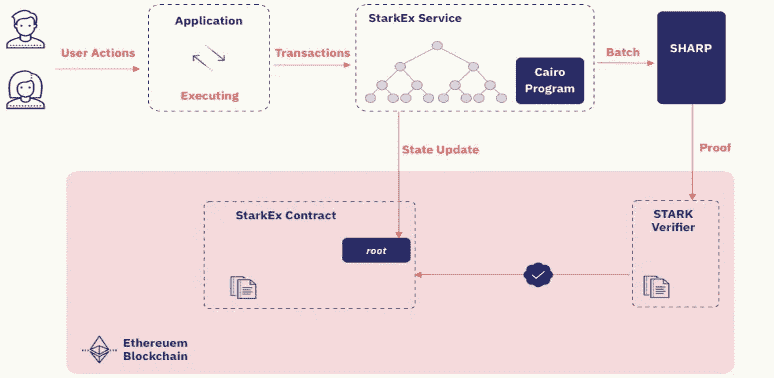 Application
StarkEx Service
User Actions
Transactions
Batch
SHARP
Executing
Cairo
Program
State Update
Proof
StarkEx Contract
root
STARK
Verifier
Ethereuem
Blockchain